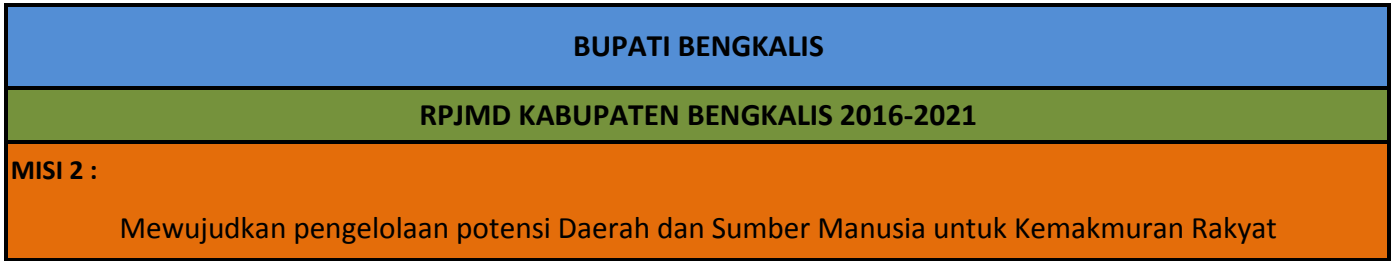 BUPATI BENGKALIS
RPJMD KABUPATEN BENGKALIS 2016-2021
MISI 2 :
Mewujudkan pengelolaan potensi Daerah dan Sumber Manusia untuk Kemakmuran Rakyat